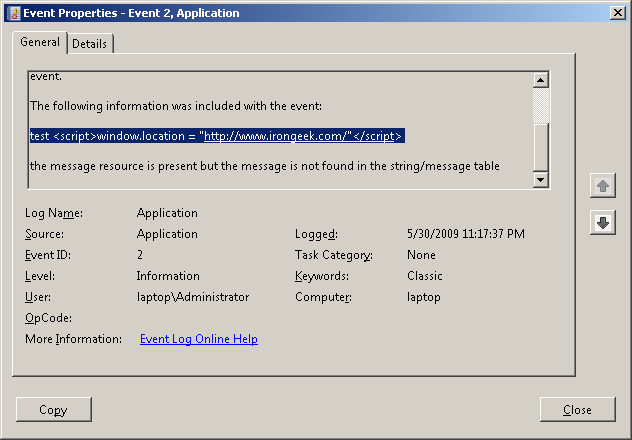 Event Properties - Event 2, Application
General Details
event.
The following information was included with the event:
test <script>window.location = "http://www.irongeek.com/"</script>
the message resource is present but the message is not found in the string/message table
Log Name: Application
Source: Application Logged: 5/30/2009 11:17:37 PM
Event ID: 2 Task Category: None
Level: Information Keywords: Classic
User: laptop\Administrator Computer: laptop
OpCode:
More Information: Event Log Online Help
Copy Close